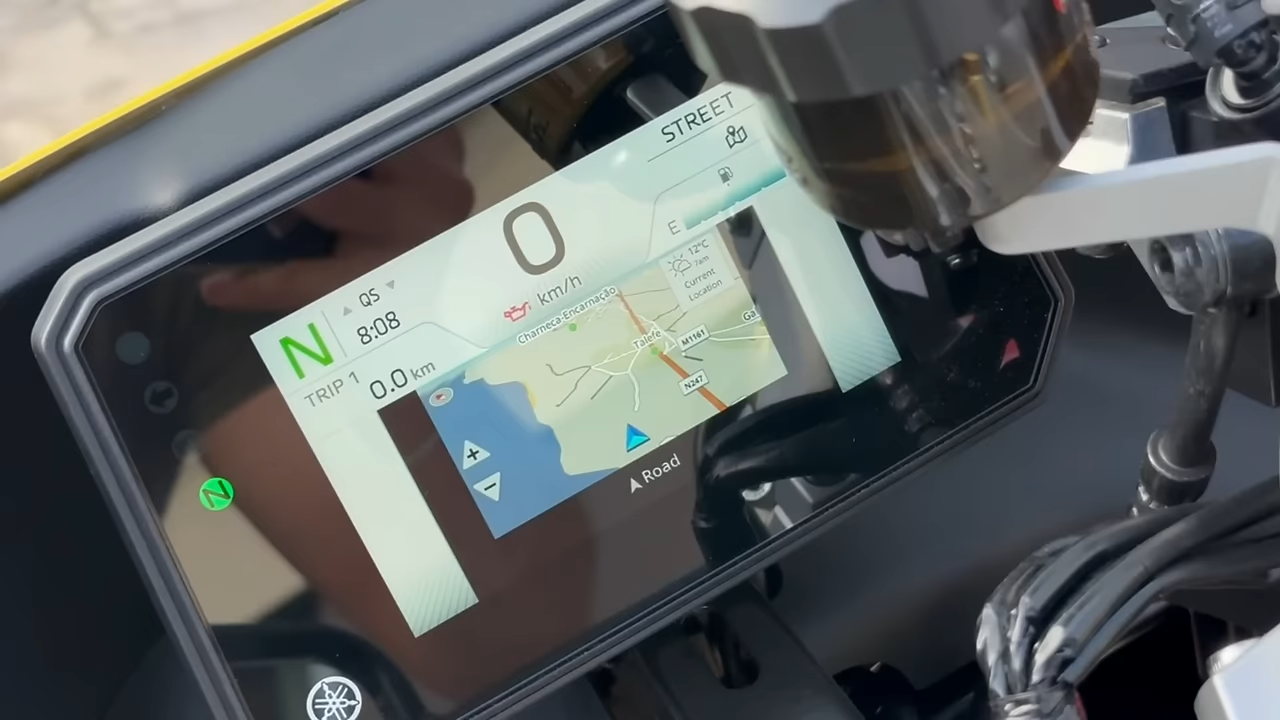 STREET
0
km/h
E
N
QS
8:08
TRIP 1
0.0 km
12°C
7am
Current
Location
Charneca-Encarnação
Talefe
M1161
Ga
N247
+
−
Road
N